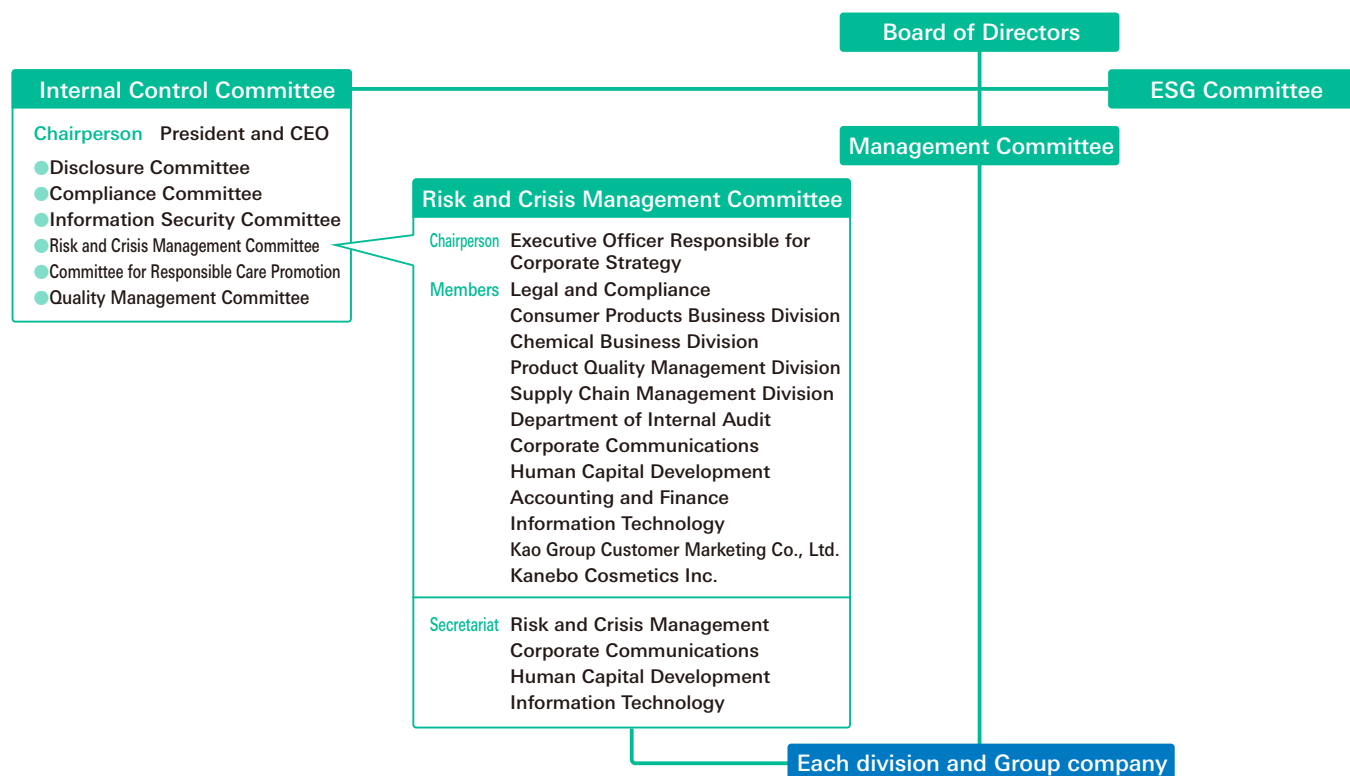 Board of Directors
Internal Control Committee
ESG Committee
Chairperson President and CEO
●Disclosure Committee
●Compliance Committee
●Information Security Committee
●Risk and Crisis Management Committee
●Committee for Responsible Care Promotion
●Quality Management Committee
Management Committee
Risk and Crisis Management Committee
Chairperson Executive Officer Responsible for
Corporate Strategy
Members Legal and Compliance
Consumer Products Business Division
Chemical Business Division
Product Quality Management Division
Supply Chain Management Division
Department of Internal Audit
Corporate Communications
Human Capital Development
Accounting and Finance
Information Technology
Kao Group Customer Marketing Co., Ltd.
Kanebo Cosmetics Inc.
Secretariat Risk and Crisis Management
Corporate Communications
Human Capital Development
Information Technology
Each division and Group company